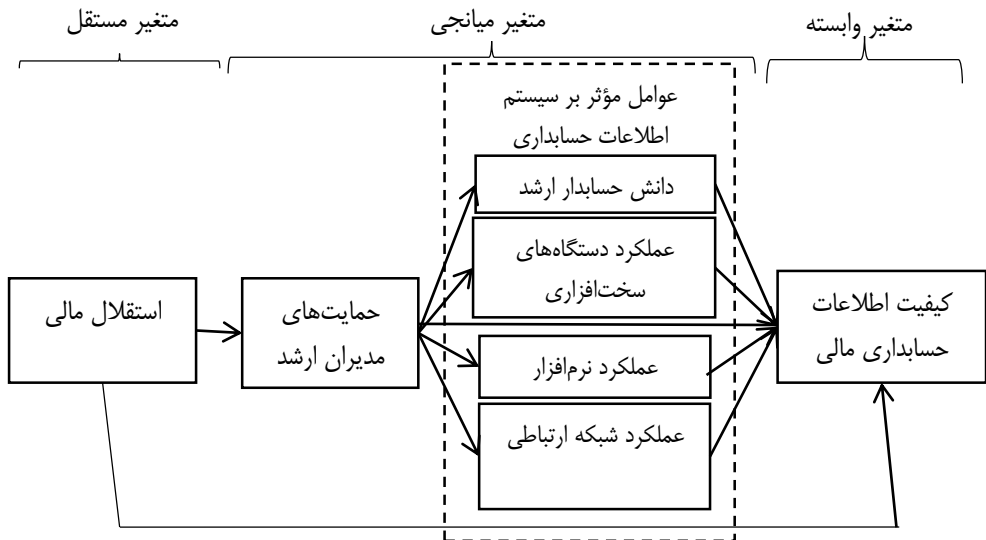 متغیر وابسته
متغیر میانجی
متغیر مستقل
عوامل مؤثر بر سیستم
اطلاعات حسابداری
دانش حسابدار ارشد
عملکرد دستگاه‌های
سخت‌افزاری
عملکرد نرم‌افزار
عملکرد شبکه ارتباطی
کیفیت اطلاعات
حسابداری مالی
حمایت‌های
مدیران ارشد
استقلال مالی